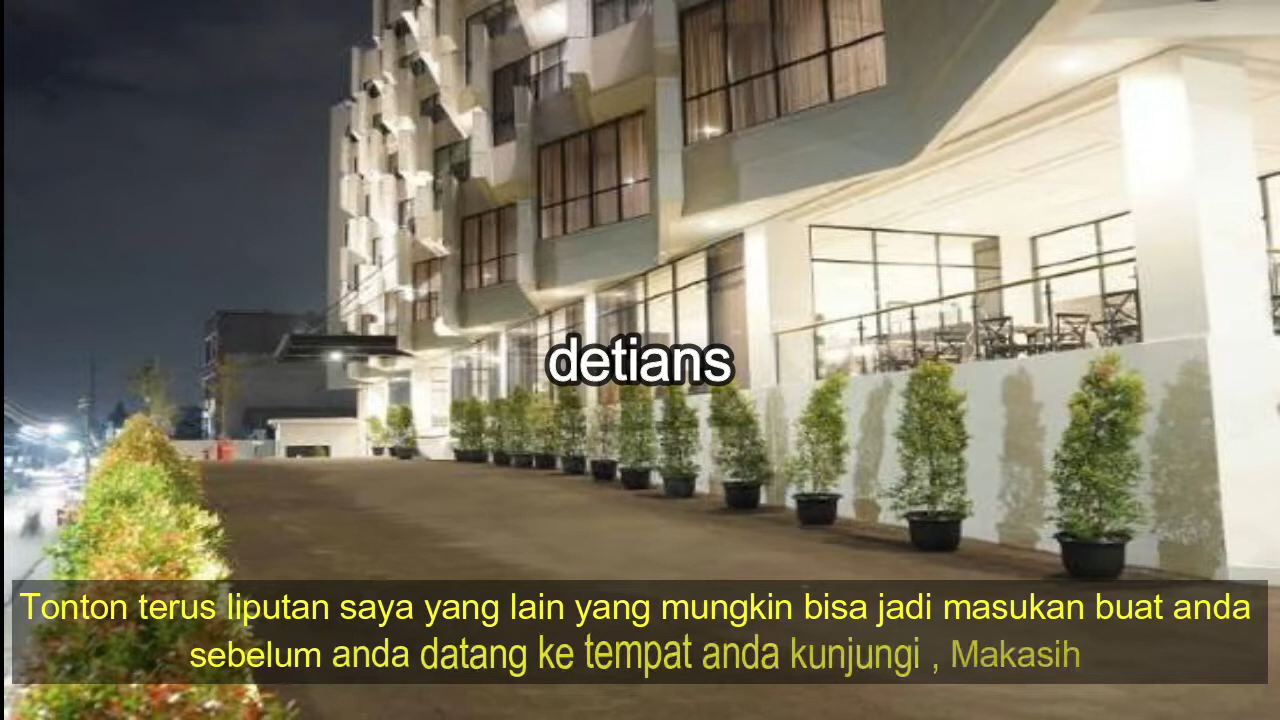 detians
Tonton terus liputan saya yang lain yang mungkin bisa jadi masukan buat anda
sebelum anda datang ke tempat anda kunjungi , Makasih